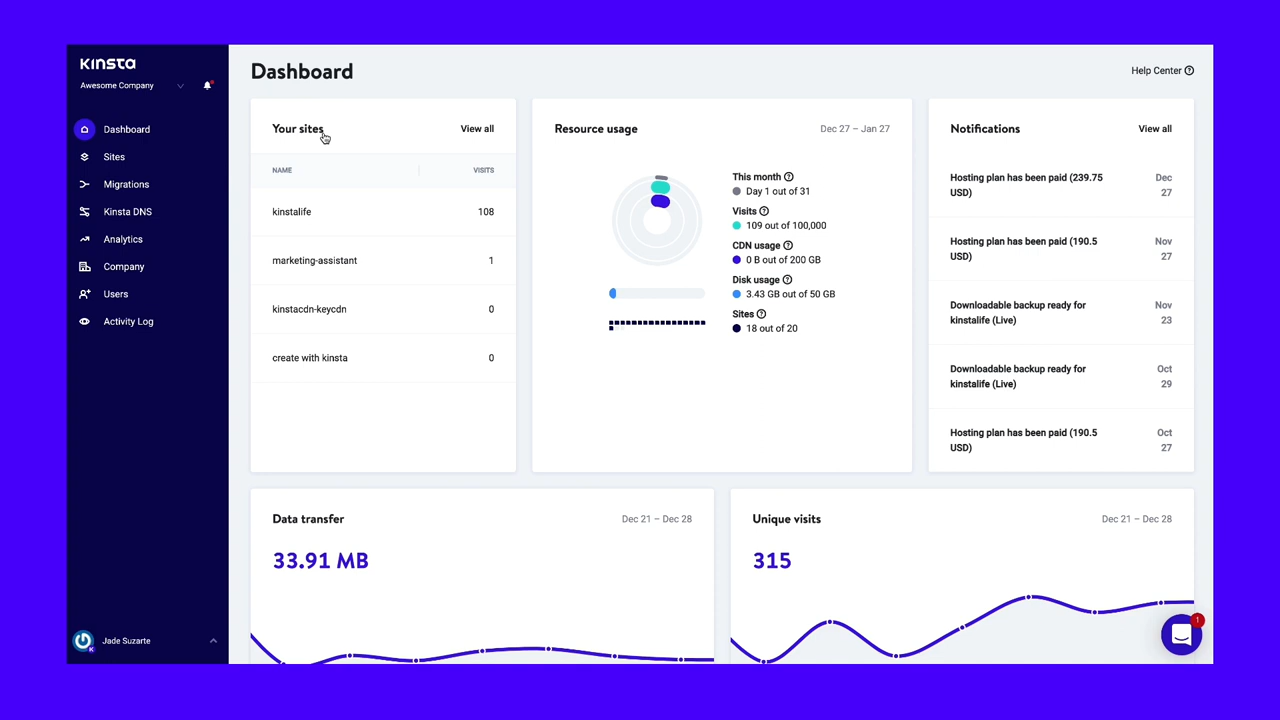 KINSTA
Awesome Company
Dashboard
Sites
Migrations
Kinsta DNS
Analytics
Company
Users
Activity Log
Jade Suzarte
K
Dashboard
Help Center
Your sites
View all
NAME
VISITS
kinstalife
108
marketing-assistant
1
kinstacdn-keycdn
0
create with kinsta
0
Resource usage
Dec 27 – Jan 27
This month
Day 1 out of 31
Visits
109 out of 100,000
CDN usage
0 B out of 200 GB
Disk usage
3.43 GB out of 50 GB
Sites
18 out of 20
Notifications
View all
Hosting plan has been paid (239.75
USD)
Dec
27
Hosting plan has been paid (190.5
USD)
Nov
27
Downloadable backup ready for
kinstalife (Live)
Nov
23
Downloadable backup ready for
kinstalife (Live)
Oct
29
Hosting plan has been paid (190.5
USD)
Oct
27
Data transfer
Dec 21 – Dec 28
33.91 MB
Unique visits
Dec 21 – Dec 28
315
1